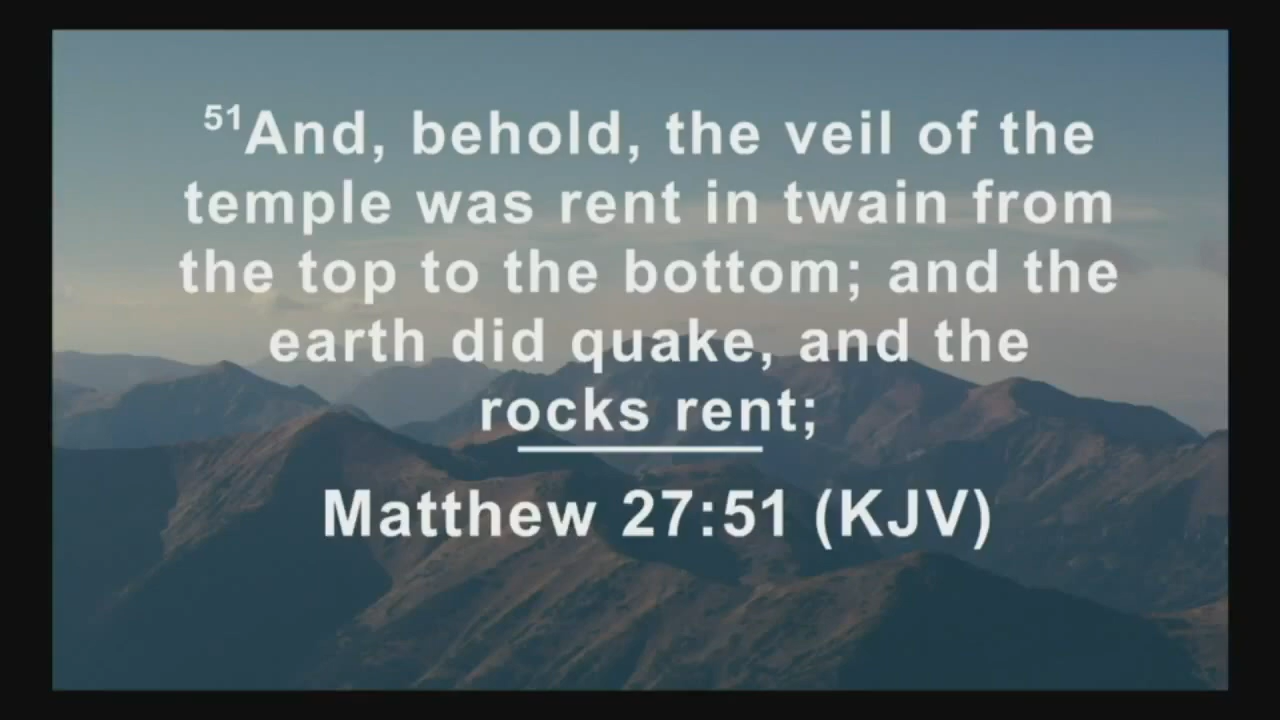 51And, behold, the veil of the
temple was rent in twain from
the top to the bottom; and the
earth did quake, and the
rocks rent;
Matthew 27:51 (KJV)